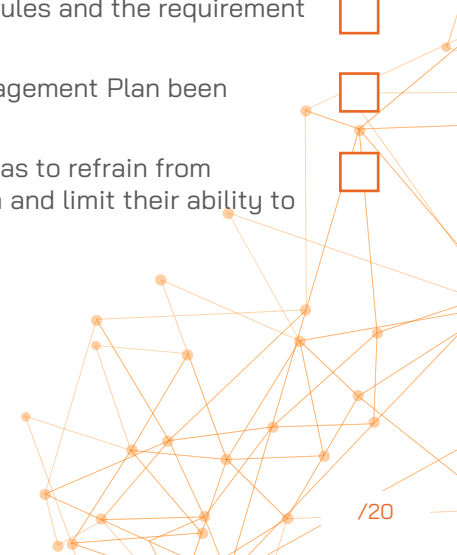 ules and the requirement
agement Plan been
as to refrain from
and limit their ability to
/20